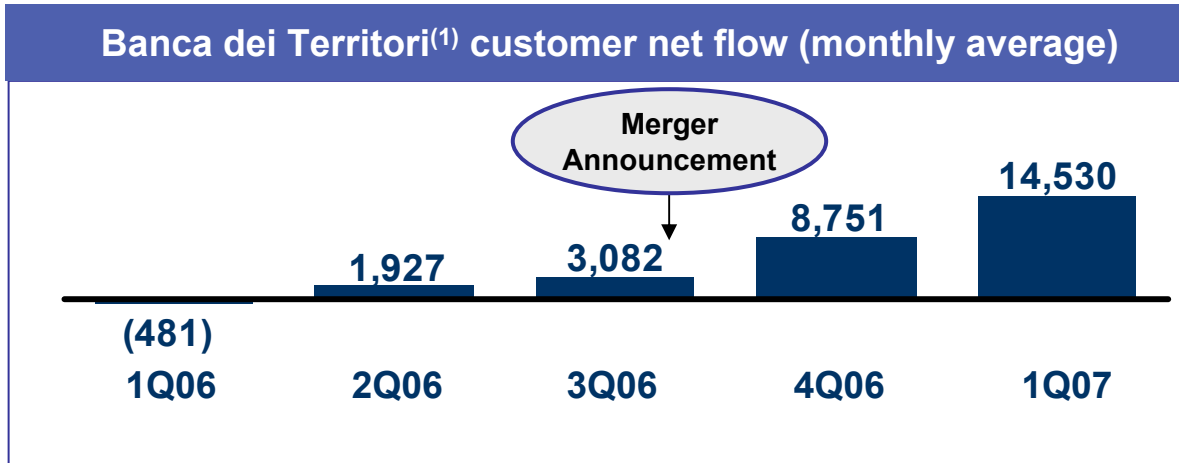 Banca dei Territori(1) customer net flow (monthly average)
Merger
Announcement
14,530
8,751
3,082
1,927
(481)
1Q06 2Q06 3Q06 4Q06 1Q07